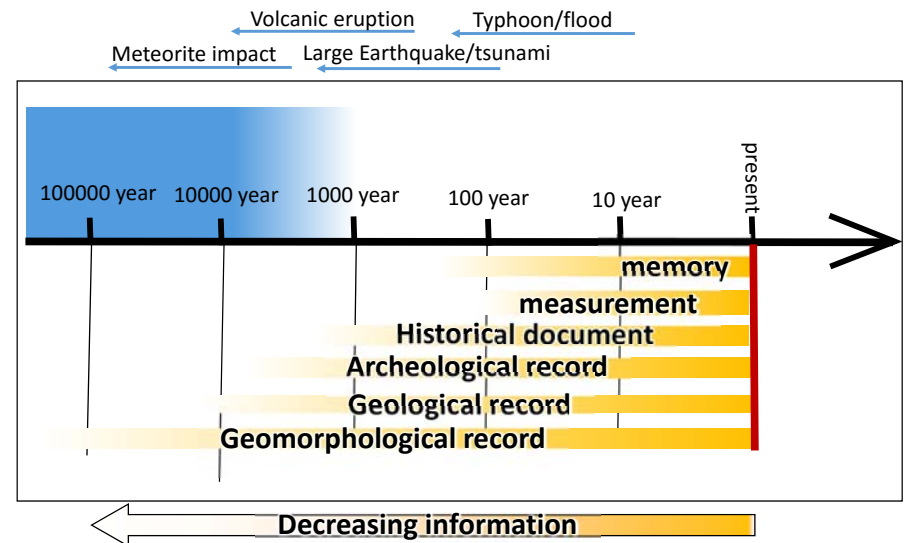 Volcanic eruption
Typhoon/flood
Meteorite impact
Large Earthquake/tsunami
present
100000 year
10000 year
1000 year
100 year
10 year
memory
measurement
Historical document
Archeological record
Geological record
Geomorphological record
Decreasing information